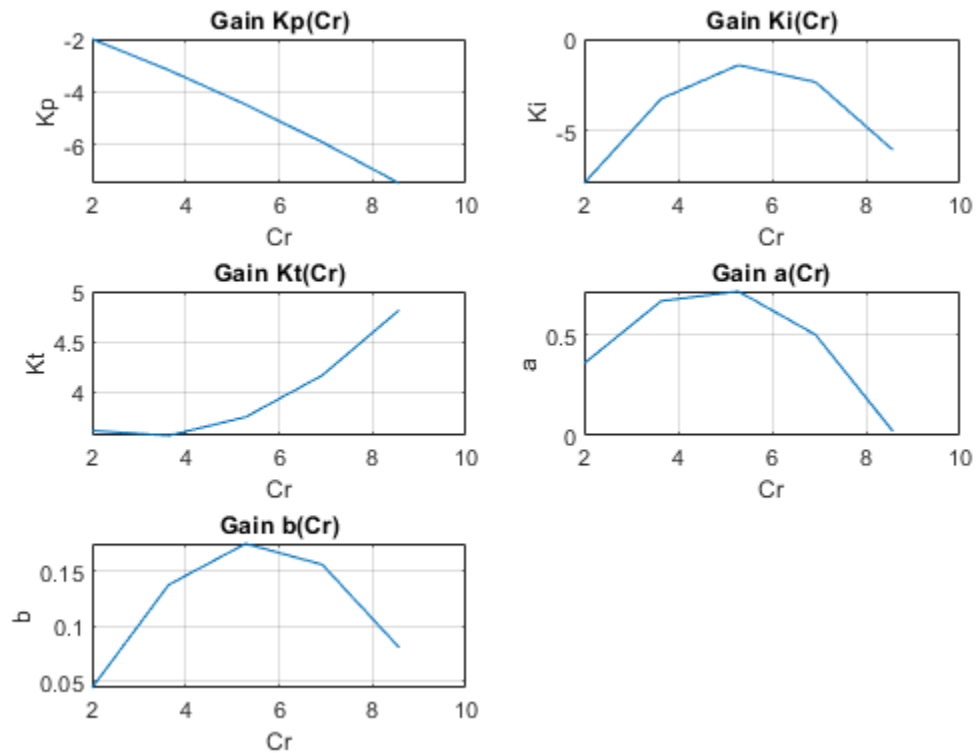 Gain Kp(Cr)
-2
-4
-6
Kp
2 4 6 8 10
Cr
Gain Ki(Cr)
0
-5
Ki
2 4 6 8 10
Cr
Gain Kt(Cr)
5
4.5
4
Kt
2 4 6 8 10
Cr
Gain a(Cr)
0.5
0
a
2 4 6 8 10
Cr
Gain b(Cr)
0.15
0.1
0.05
b
2 4 6 8 10
Cr